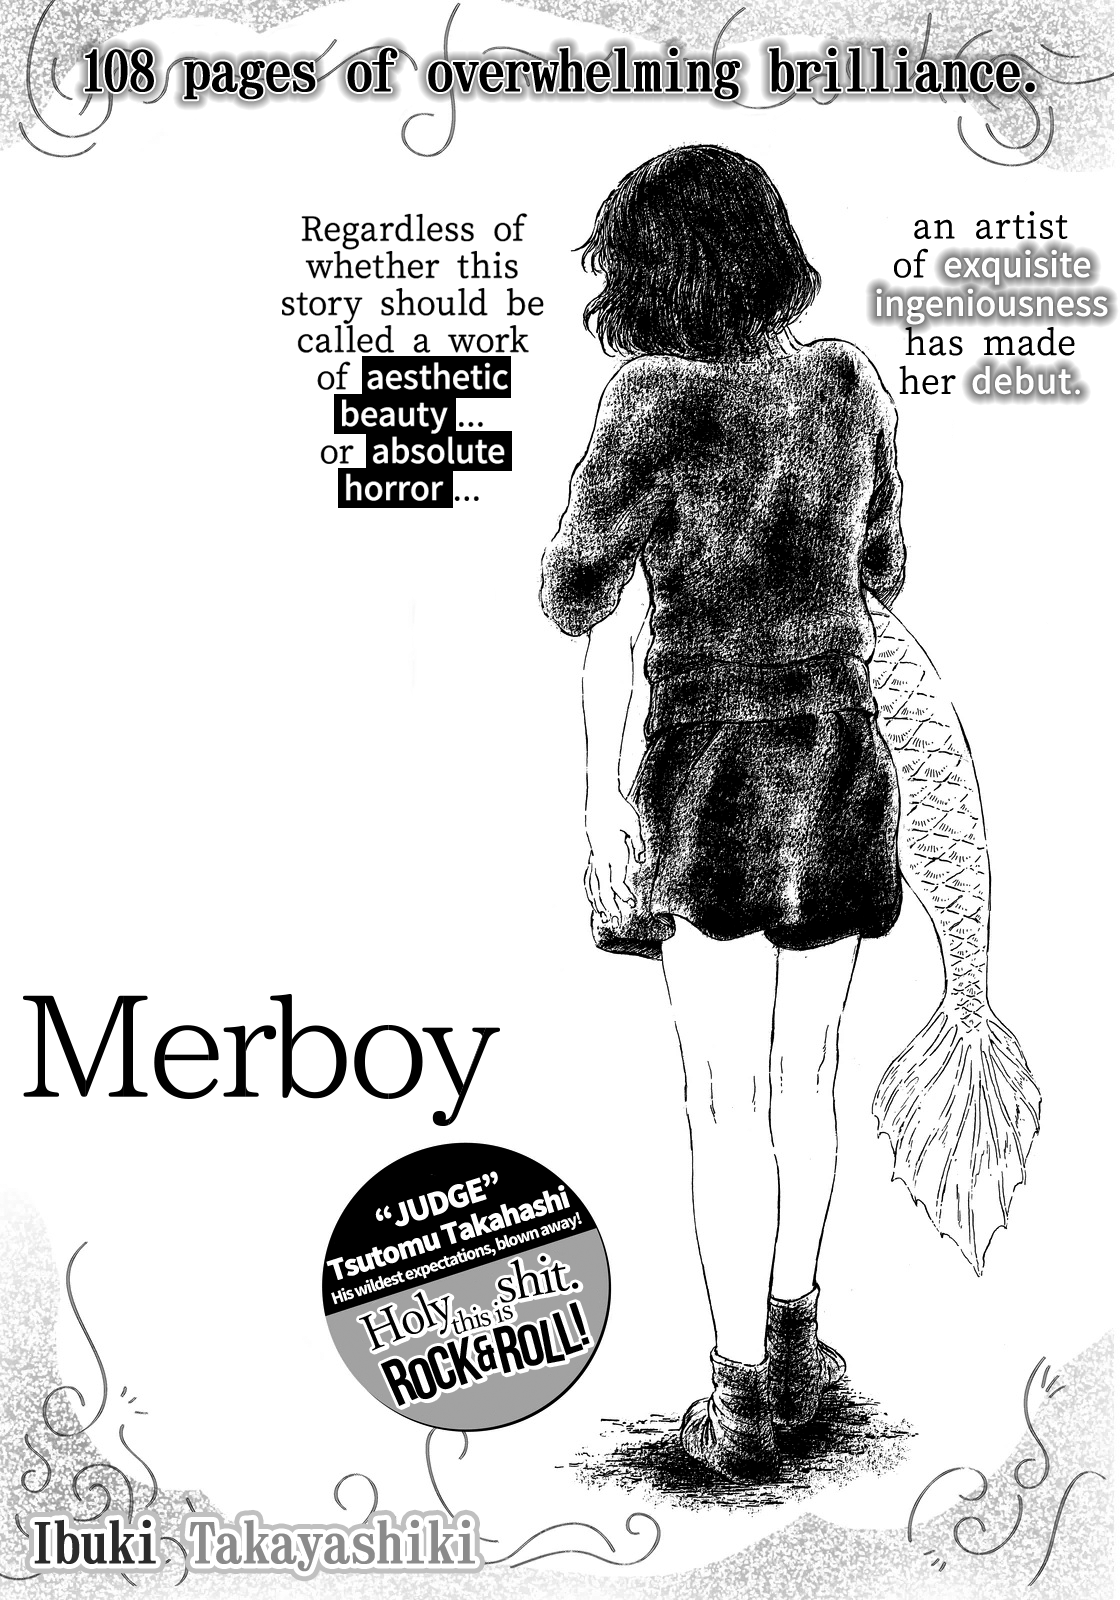 108 pages of overwhelming brilliance.
Regardless of
whether this
story should be
called a work
of aesthetic
beauty...
or absolute
horror...
an artist
of exquisite
ingeniousness
has made
her debut.
Merboy
“JUDGE”
Tsutomu Takahashi
His wildest expectations, blown away!
Holy shit.
this is
ROCK&ROLL!
Ibuki Takayashiki